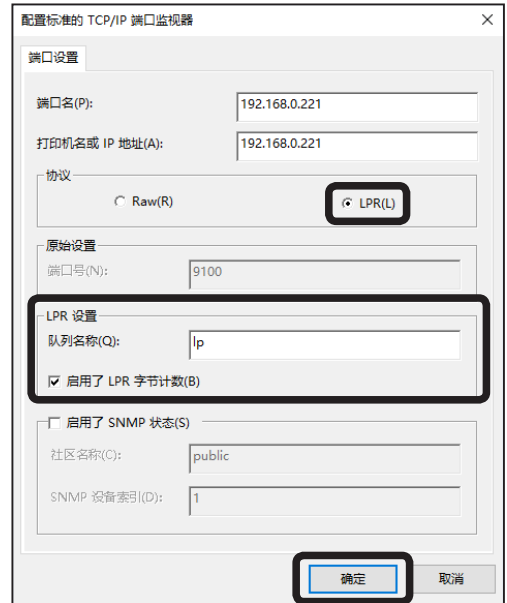 配置标准的 TCP/IP 端口监视器
端口设置
端口名(P): 192.168.0.221
打印机名或 IP 地址(A): 192.168.0.221
协议
Raw(R) LPR(L)
原始设置
端口号(N): 9100
LPR 设置
队列名称(Q): lp
启用了 LPR 字节计数(B)
启用了 SNMP 状态(S)
社区名称(C): public
SNMP 设备索引(D): 1
确定 取消